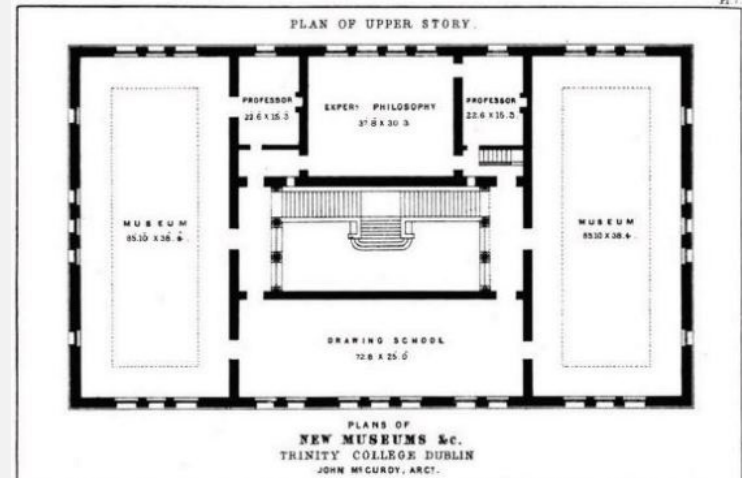 PLAN OF UPPER STORY.
PROFESSOR
22.6 X 15.3
EXPERL PHILOSOPHY
37.8 X 30.3
PROFESSOR
22.6 X 15.3
MUSEUM
85.10 X 38.6
MUSEUM
85.10 X 38.6
DRAWING SCHOOL
72.8 X 25.0
PLANS OF
NEW MUSEUMS &c.
TRINITY COLLEGE DUBLIN
JOHN McCURDY, ARCT.